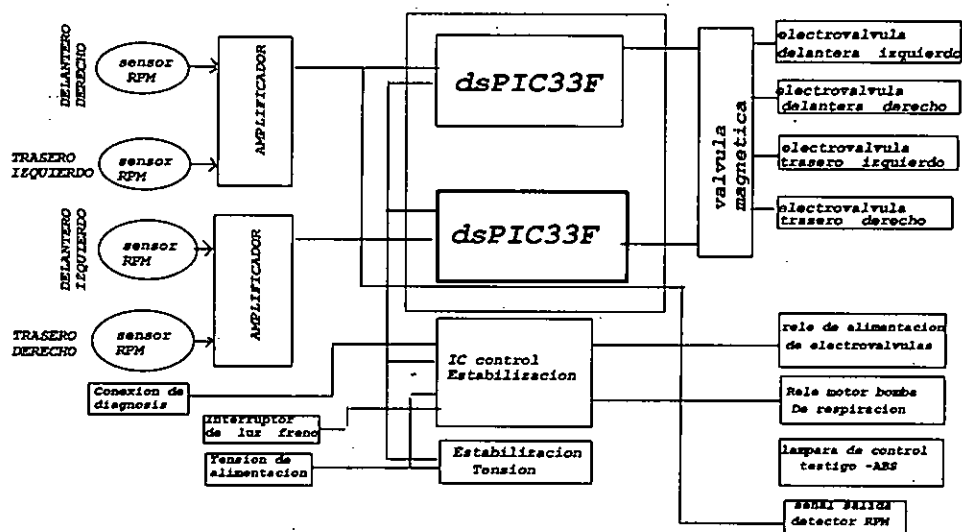 DELANTERO
DERECHO
sensor
RPM
TRASERO
IZQUIERDO
sensor
RPM
AMPLIFICADOR
DELANTERO
IZQUIERDO
sensor
RPM
TRASERO
DERECHO
sensor
RPM
AMPLIFICADOR
dsPIC33F
dsPIC33F
valvula
magnetica
electrovalvula
delantera izquierdo
electrovalvula
delantera derecho
electrovalvula
trasero izquierdo
electrovalvula
trasero derecho
Conexion de
diagnosis
Interruptor
de luz freno
Tension de
alimentacion
IC control
Estabilizacion
Estabilizacion
Tension
rele de alimentacion
de electrovalvulas
Rele motor bomba
De respiracion
lampara de control
testigo -ABS
senal salida
detector RPM